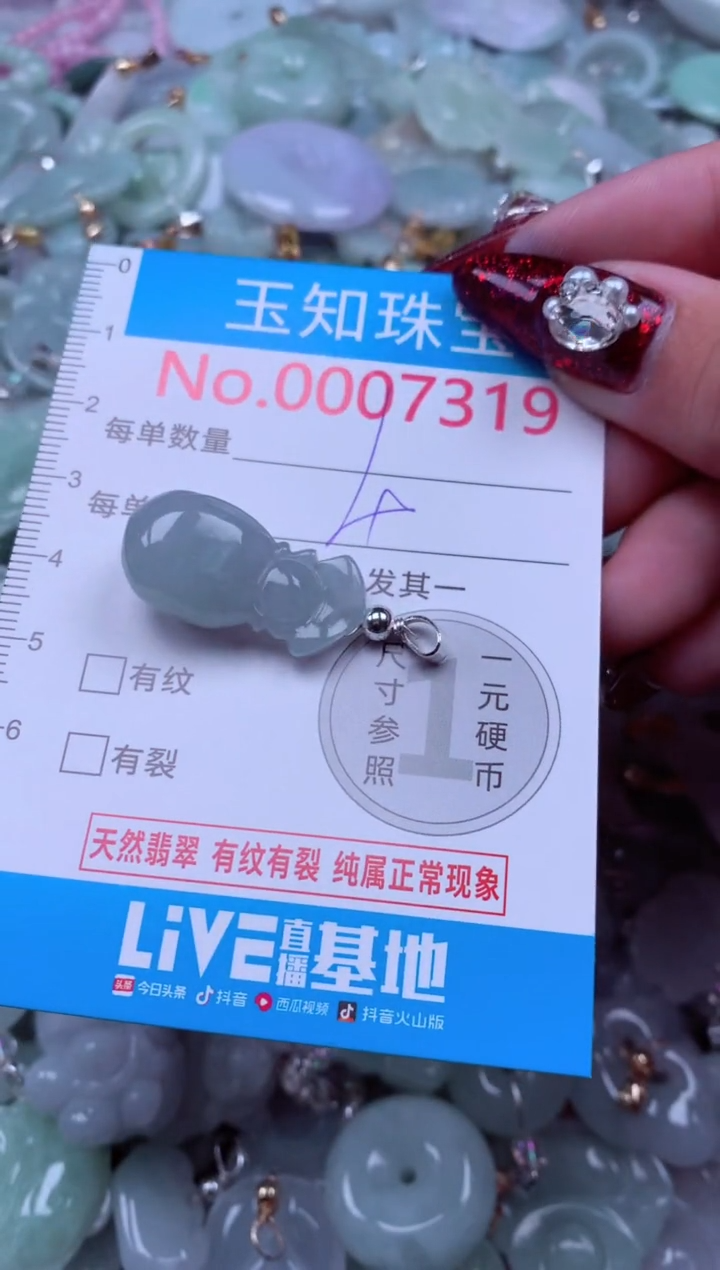 0
1
2
3
4
5
6
玉知珠宝
No.0007319
每单数量
每单
发其一
尺寸参照
1
一元硬币
有纹
有裂
天然翡翠 有纹有裂 纯属正常现象
LiVE直播基地
头条 今日头条 抖音 西瓜视频 抖音火山版